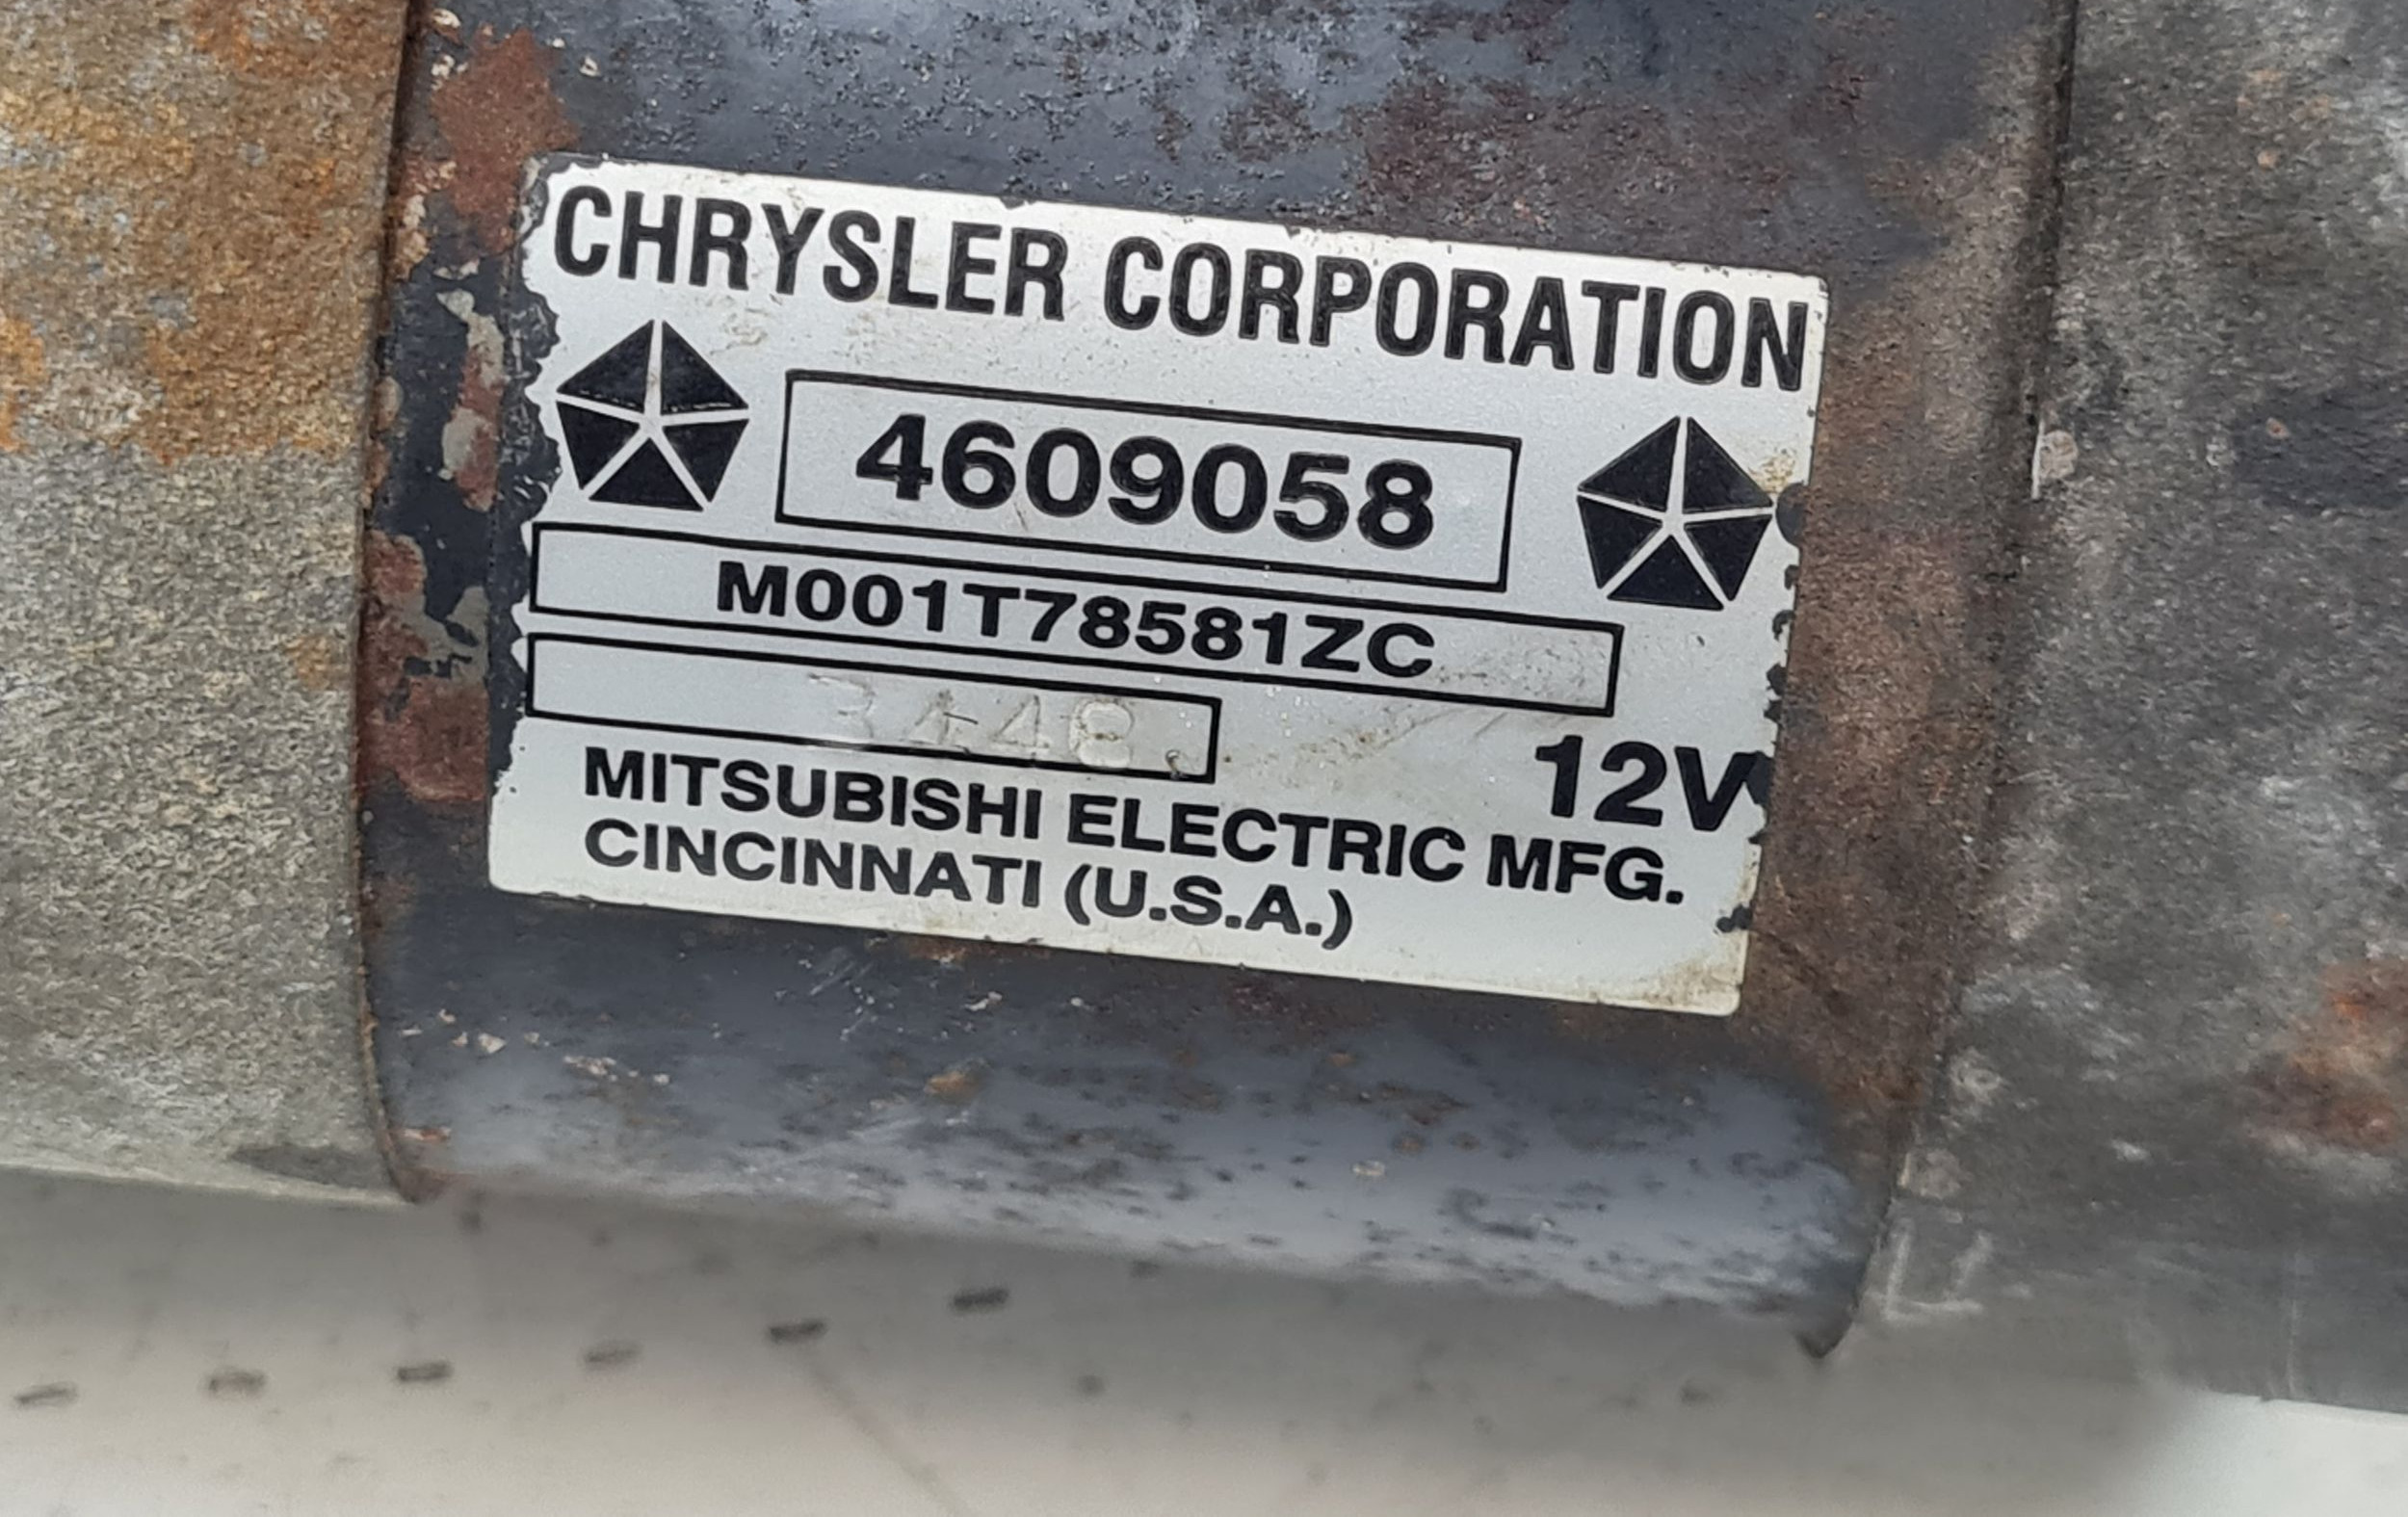 CHRYSLER CORPORATION
4609058
M001T78581ZC
12V
MITSUBISHI ELECTRIC MFG.
CINCINNATI (U.S.A.)